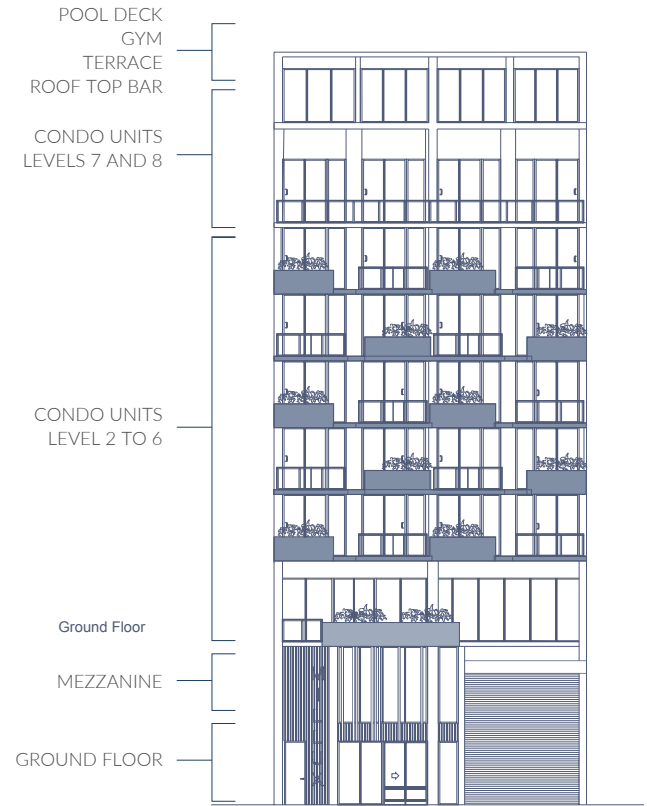 POOL DECK
GYM
TERRACE
ROOF TOP BAR
CONDO UNITS
LEVELS 7 AND 8
CONDO UNITS
LEVEL 2 TO 6
Ground Floor
MEZZANINE
GROUND FLOOR